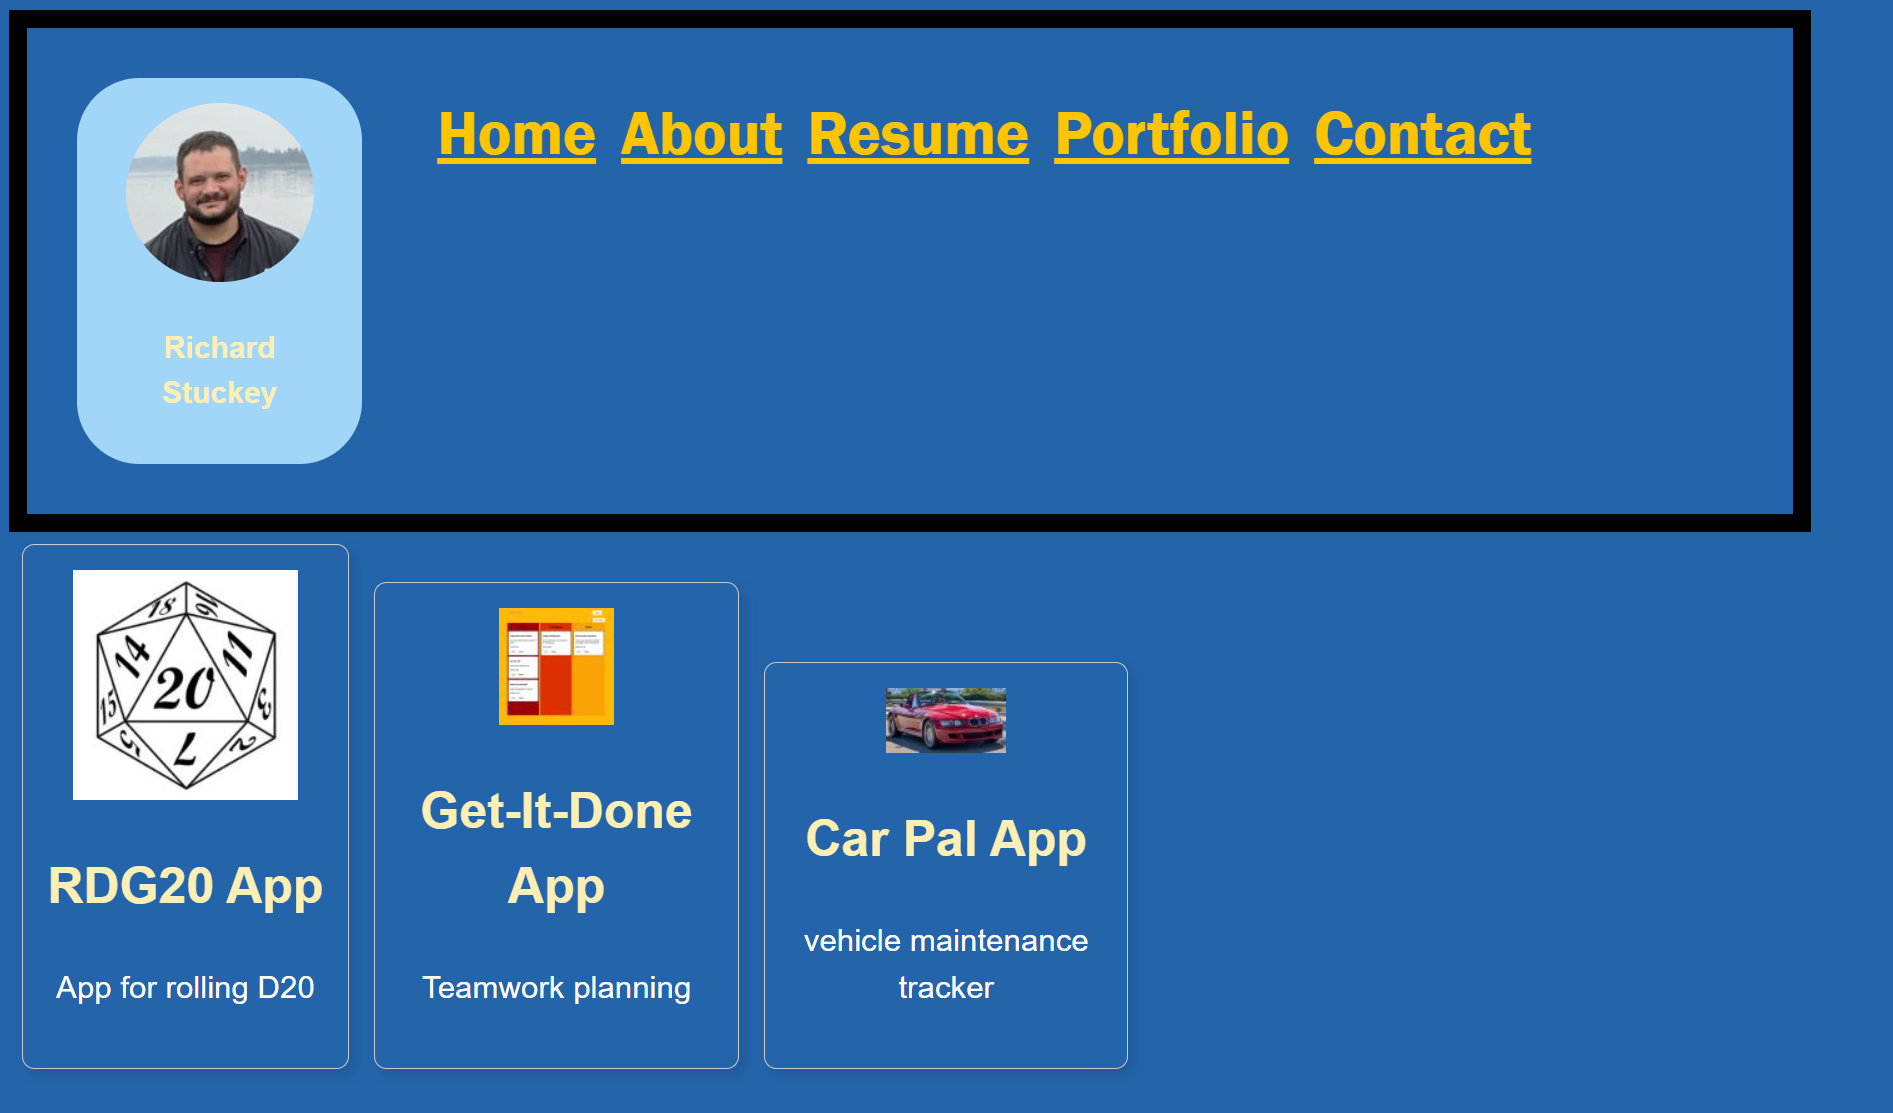 Home About Resume Portfolio Contact
Richard
Stuckey
18
16
14
11
20
15
3
5
7
2
RDG20 App
App for rolling D20
Get-It-Done
App
Teamwork planning
Car Pal App
vehicle maintenance
tracker